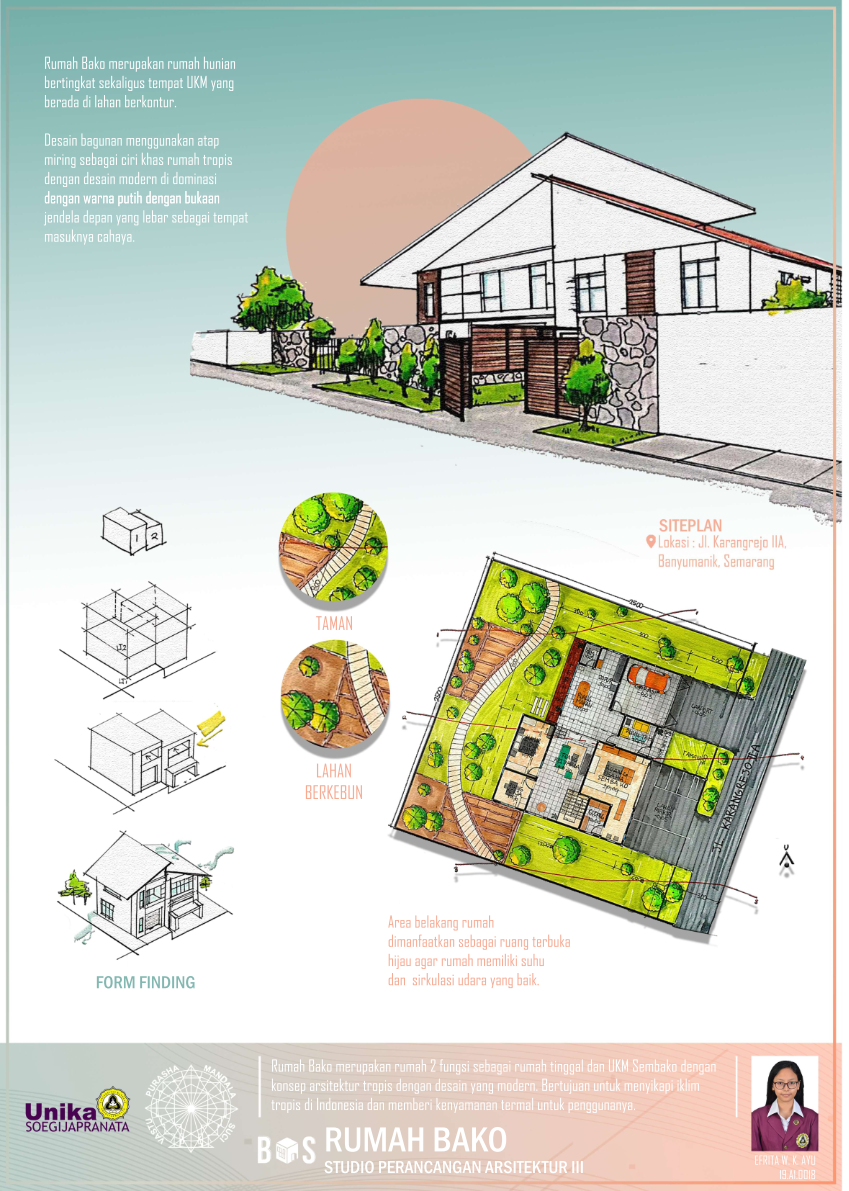 Rumah Bako merupakan rumah hunian
bertingkat sekaligus tempat UKM yang
berada di lahan berkontur.
Desain bagunan menggunakan atap
miring sebagai ciri khas rumah tropis
dengan desain modern di dominasi
dengan warna putih dengan bukaan
jendela depan yang lebar sebagai tempat
masuknya cahaya.
1 2
TAMAN
LAHAN
BERKEBUN
FORM FINDING
SITEPLAN
Lokasi : Jl. Karangrejo IIA,
Banyumanik, Semarang
JL KARANGREJO IIA
U
Area belakang rumah
dimanfaatkan sebagai ruang terbuka
hijau agar rumah memiliki suhu
dan sirkulasi udara yang baik.
Unika
SOEGIJAPRANATA
VASTU PURUSHA MANDALA
Rumah Bako merupakan rumah 2 fungsi sebagai rumah tinggal dan UKM Sembako dengan
konsep arsitektur tropis dengan desain yang modern. Bertujuan untuk menyikapi iklim
tropis di Indonesia dan memberi kenyamanan termal untuk penggunanya.
B S
RUMAH BAKO
STUDIO PERANCANGAN ARSITEKTUR III
EFRITA W. K. AYU
19.A1.0018